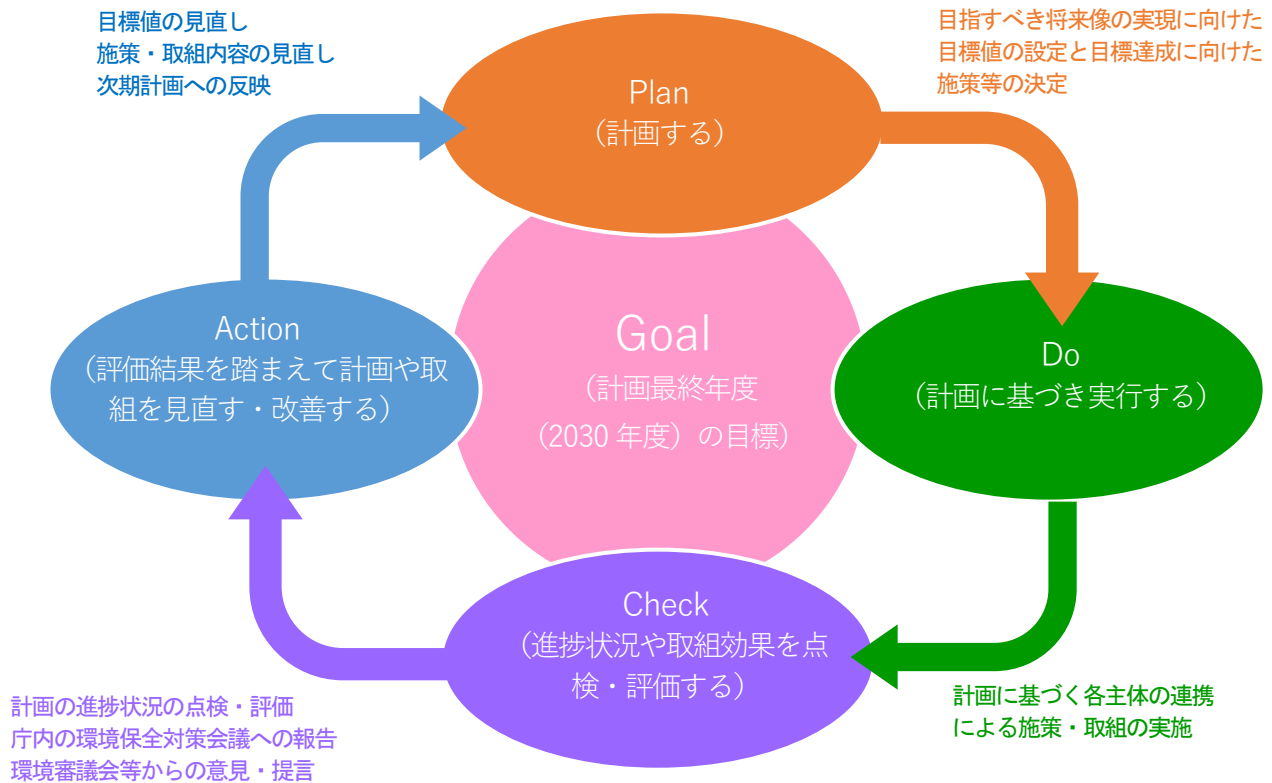 目標値の見直し
施策・取組内容の見直し
次期計画への反映
目指すべき将来像の実現に向けた
目標値の設定と目標達成に向けた
施策等の決定
Plan
（計画する）
Action
（評価結果を踏まえて計画や取
組を見直す・改善する）
Goal
（計画最終年度
（2030 年度）の目標）
Do
（計画に基づき実行する）
Check
（進捗状況や取組効果を点
検・評価する）
計画の進捗状況の点検・評価
庁内の環境保全対策会議への報告
環境審議会等からの意見・提言
計画に基づく各主体の連携
による施策・取組の実施